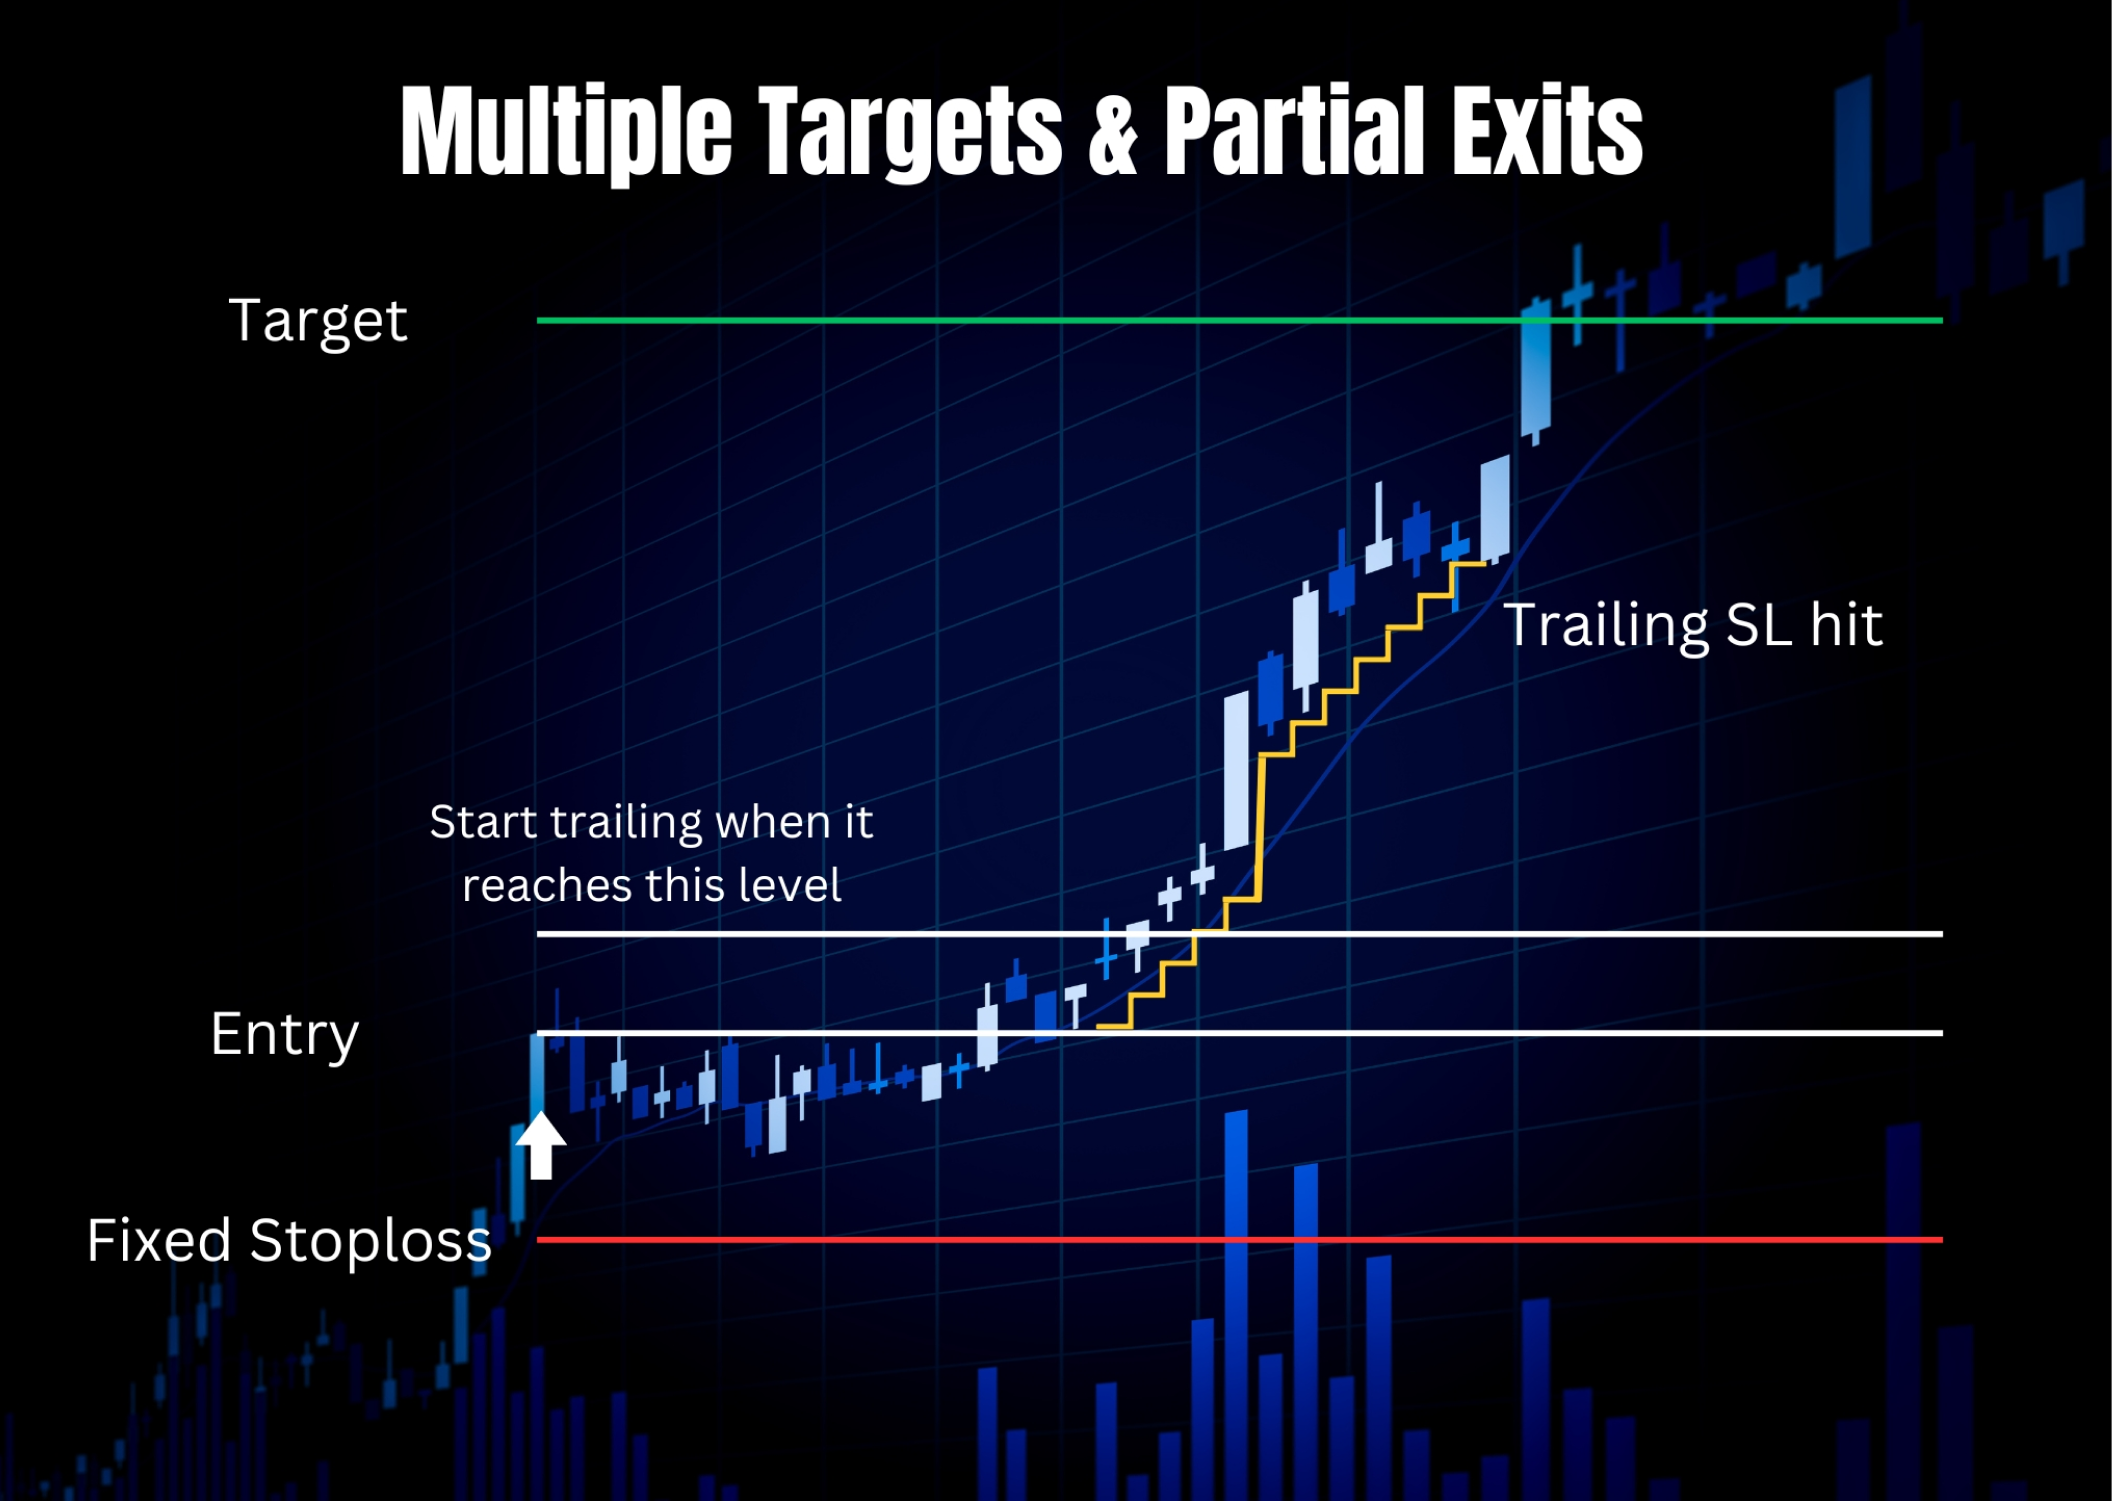 Multiple Targets & Partial Exits
Target
Trailing SL hit
Start trailing when it
reaches this level
Entry
Fixed Stoploss